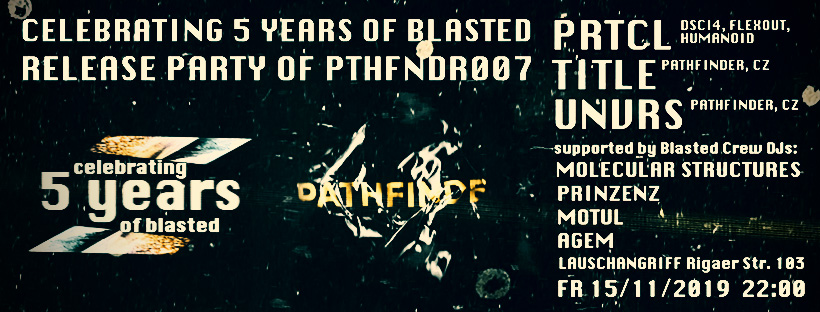 CELEBRATING 5 YEARS OF BLASTED
RELEASE PARTY OF PTHFNDR007
celebrating
5 years
of blasted
PATHFINDE
PRTCL DSCI4, FLEXOUT,
HUMANOID
TITLE PATHFINDER, CZ
UNVRS PATHFINDER, CZ
supported by Blasted Crew DJs:
MOLECULAR STRUCTURES
PRINZENZ
MOTUL
AGEM
LAUSCHANGRIFF Rigaer Str. 103
FR 15/11/2019 22:00